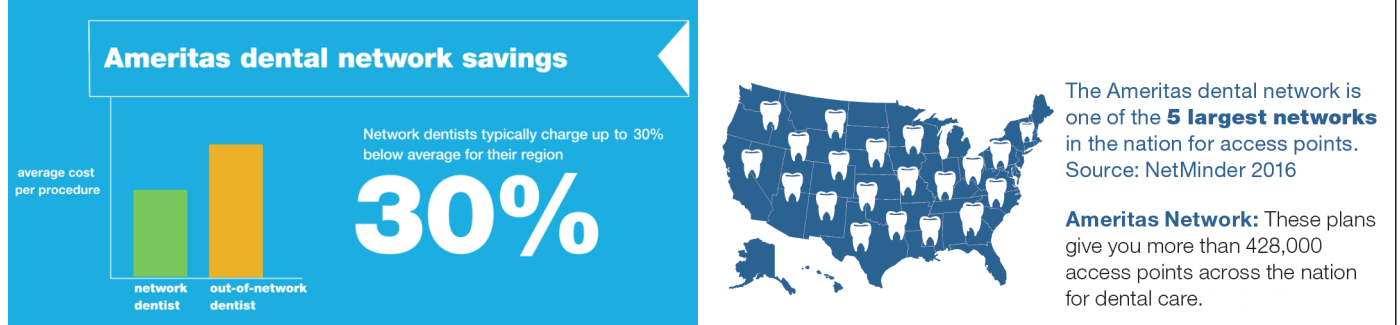 Ameritas dental network savings
Network dentists typically charge up to 30%
below average for their region
30%
average cost
per procedure
network
dentist
out-of-network
dentist
The Ameritas dental network is
one of the 5 largest networks
in the nation for access points.
Source: NetMinder 2016
Ameritas Network: These plans
give you more than 428,000
access points across the nation
for dental care.